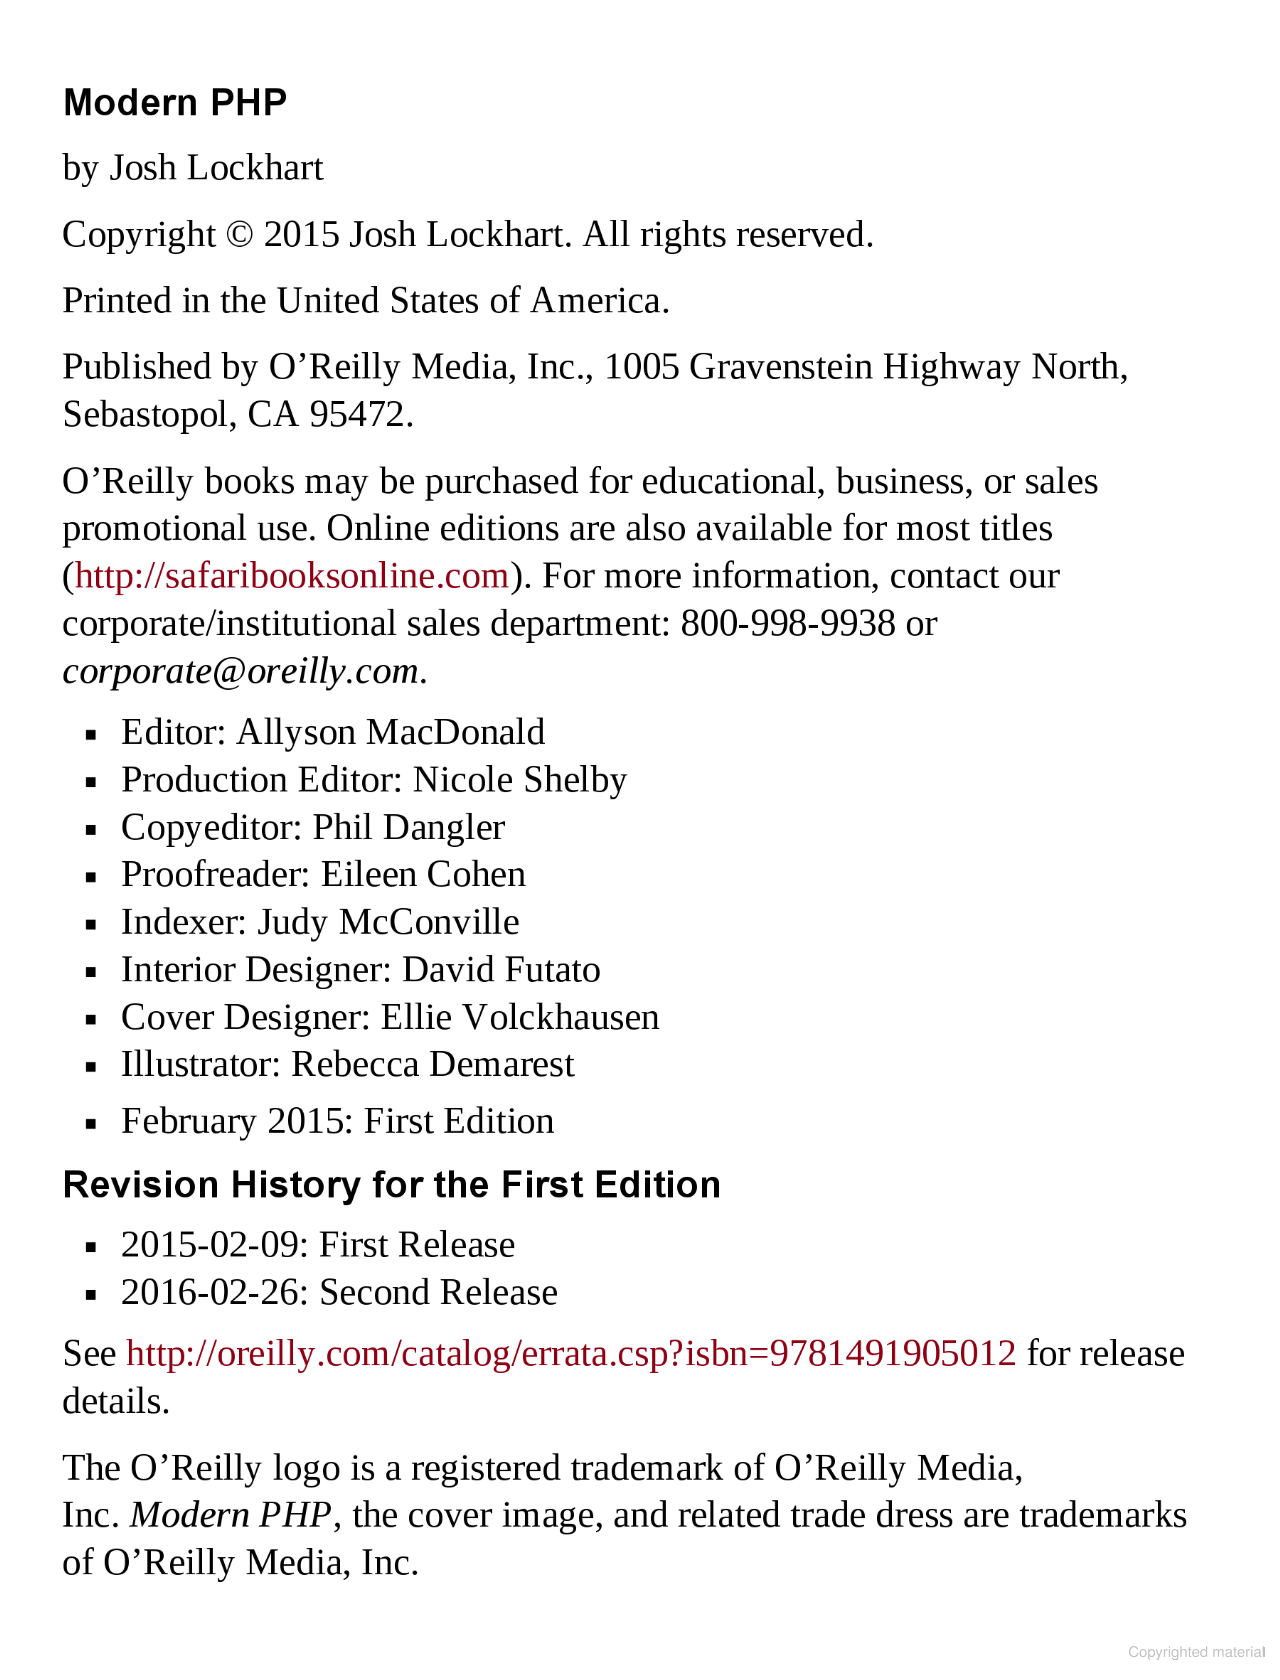 Modern PHP
by Josh Lockhart
Copyright © 2015 Josh Lockhart. All rights reserved.
Printed in the United States of America.
Published by O’Reilly Media, Inc., 1005 Gravenstein Highway North,
Sebastopol, CA 95472.
O’Reilly books may be purchased for educational, business, or sales
promotional use. Online editions are also available for most titles
(http://safaribooksonline.com). For more information, contact our
corporate/institutional sales department: 800-998-9938 or
corporate@oreilly.com.
▪ Editor: Allyson MacDonald
▪ Production Editor: Nicole Shelby
▪ Copyeditor: Phil Dangler
▪ Proofreader: Eileen Cohen
▪ Indexer: Judy McConville
▪ Interior Designer: David Futato
▪ Cover Designer: Ellie Volckhausen
▪ Illustrator: Rebecca Demarest
▪ February 2015: First Edition
Revision History for the First Edition
▪ 2015-02-09: First Release
▪ 2016-02-26: Second Release
See http://oreilly.com/catalog/errata.csp?isbn=9781491905012 for release
details.
The O’Reilly logo is a registered trademark of O’Reilly Media,
Inc. Modern PHP, the cover image, and related trade dress are trademarks
of O’Reilly Media, Inc.
Copyrighted material